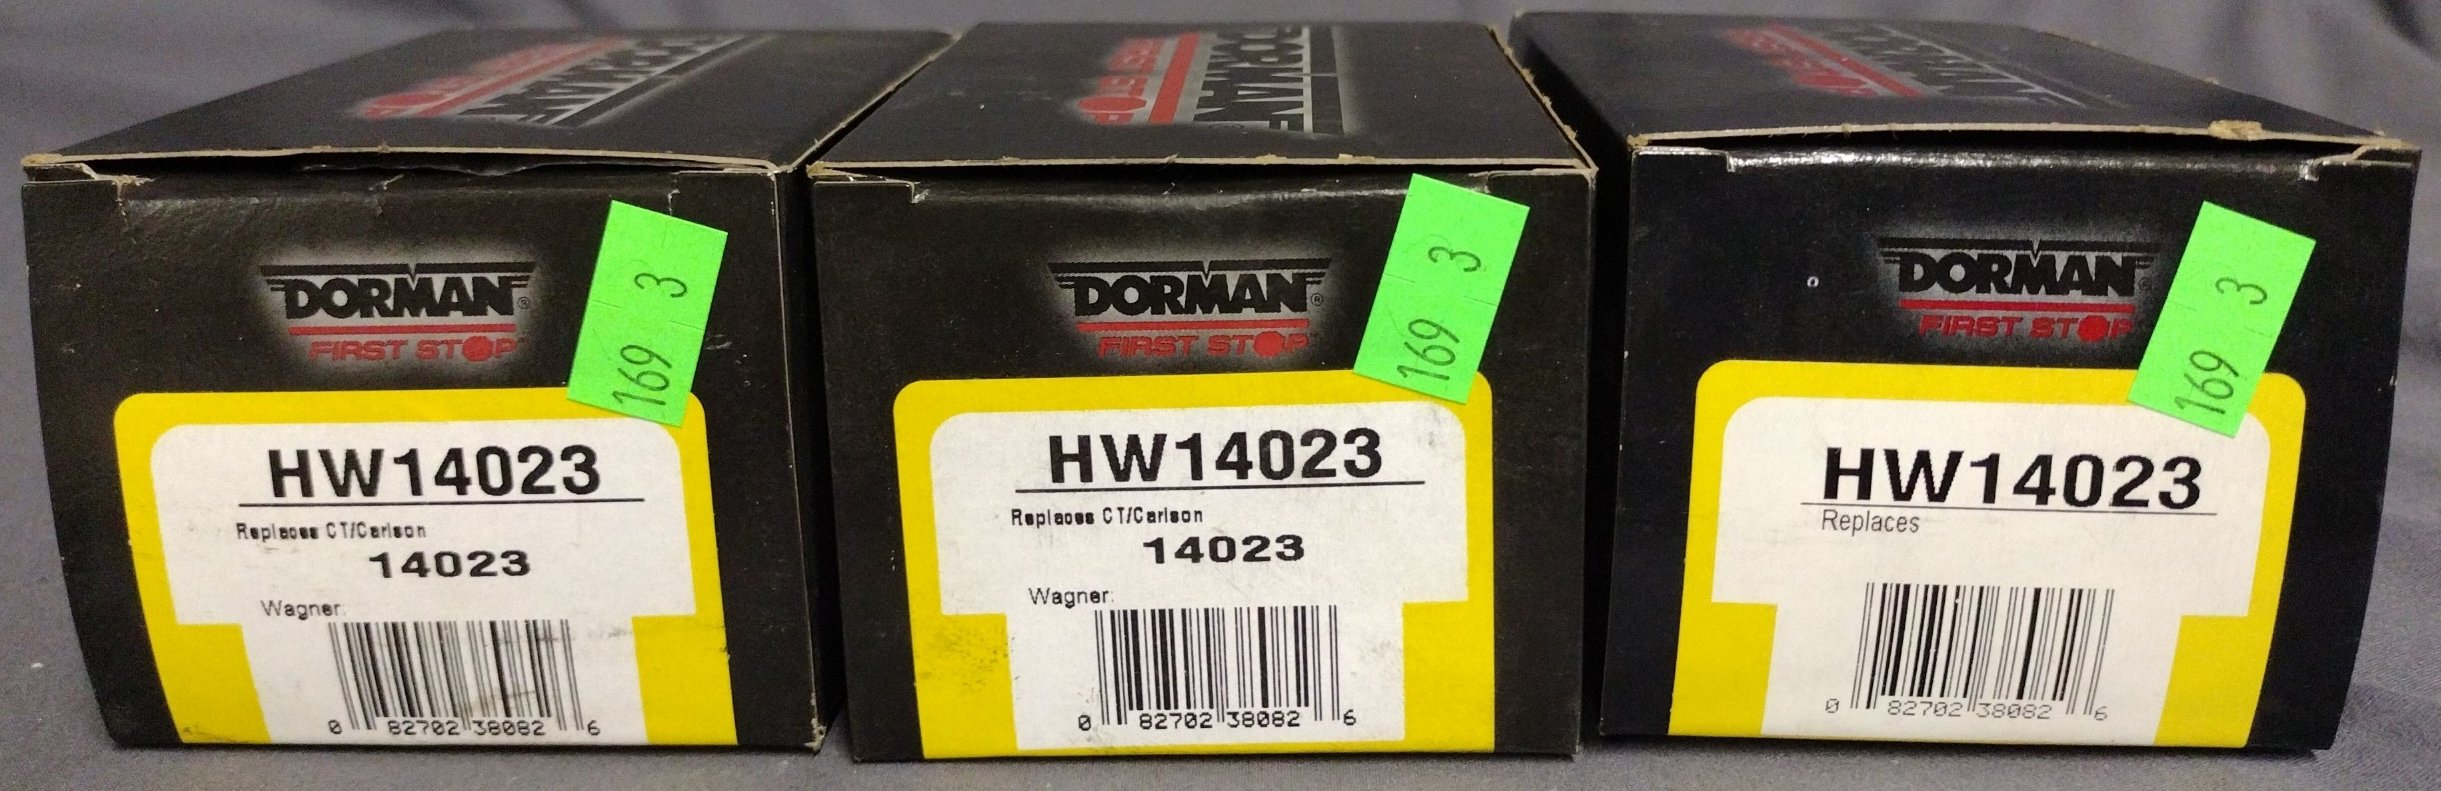 DORMAN®
FIRST STOP
169 3
HW14023
Replaces CT/Carlson
14023
Wagner:
0 82702 38082 6
DORMAN®
FIRST STOP
169 3
HW14023
Replaces CT/Carlson
14023
Wagner:
0 82702 38082 6
DORMAN
FIRST STOP
169 3
HW14023
Replaces
0 82702 38082 6